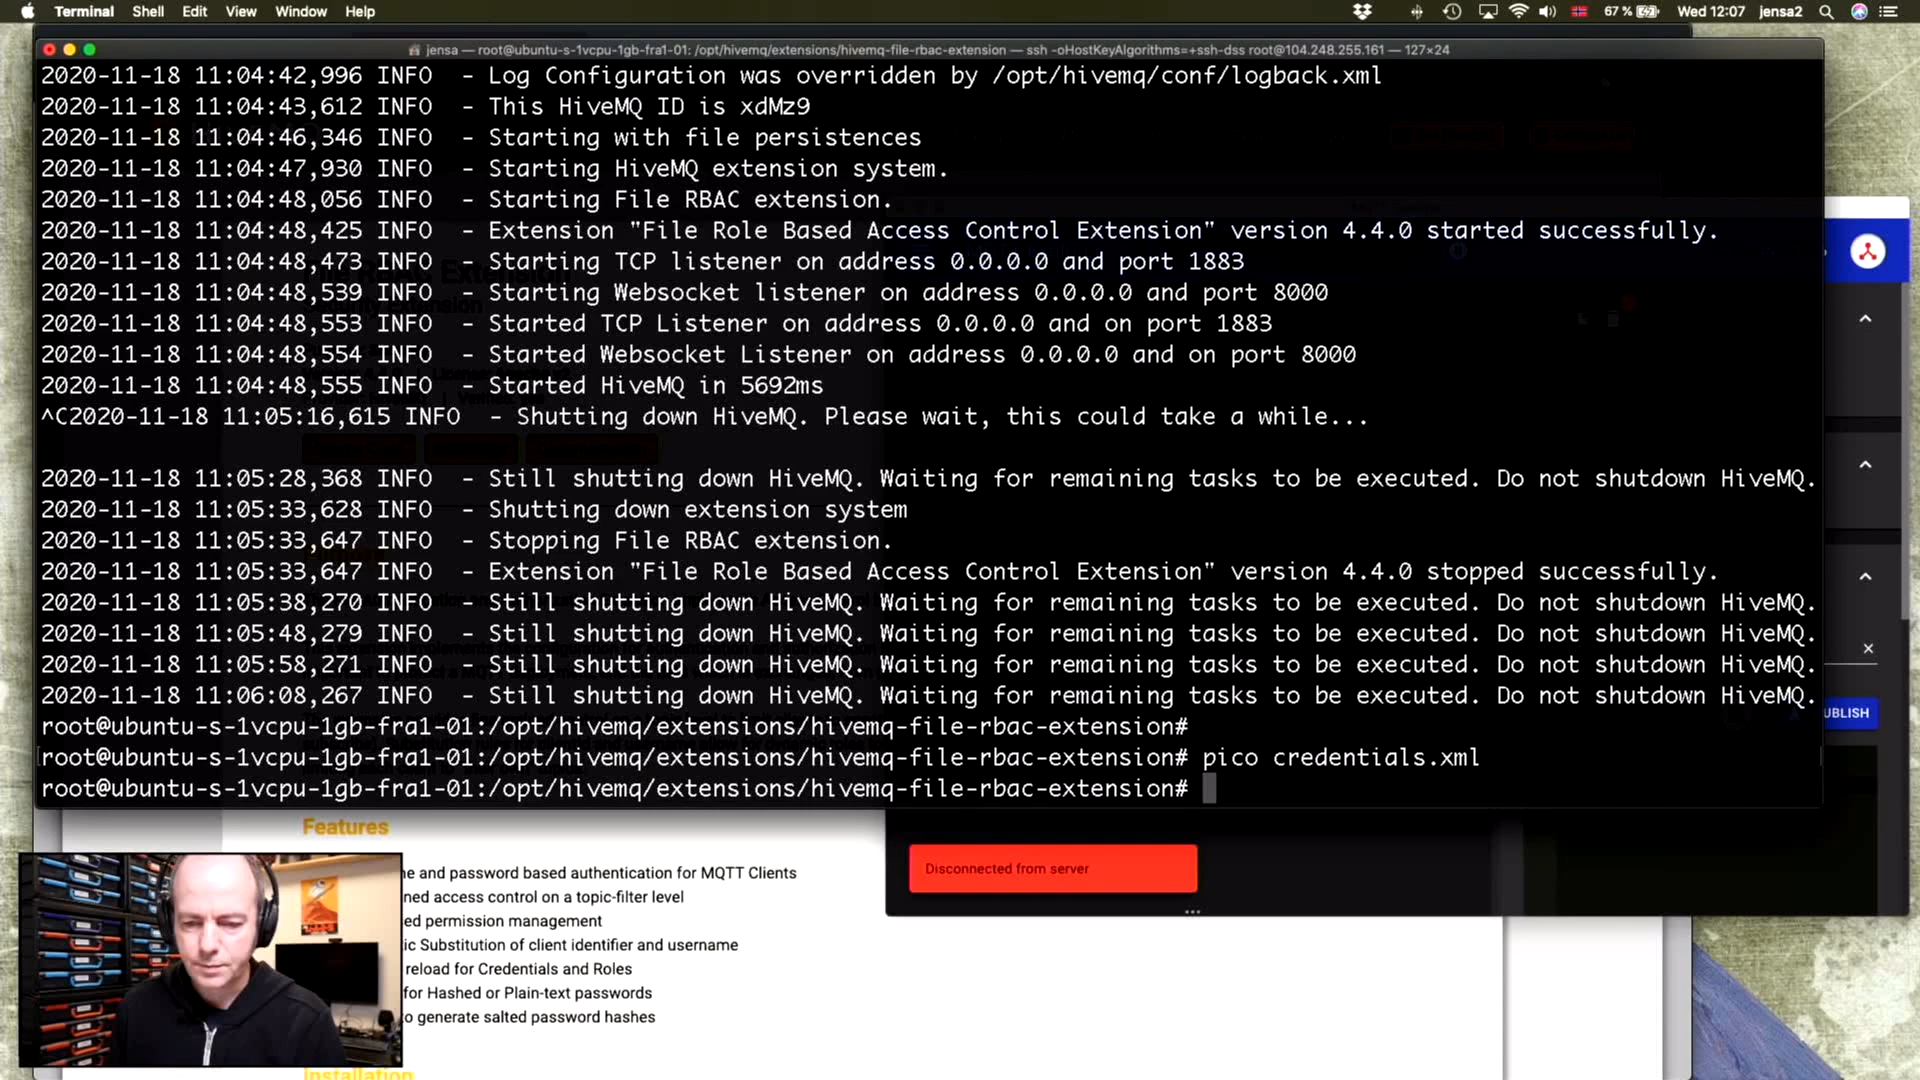 Terminal Shell Edit View Window Help 67 % Wed 12:07 jensa2
jensa — root@ubuntu-s-1vcpu-1gb-fra1-01: /opt/hivemq/extensions/hivemq-file-rbac-extension — ssh -oHostKeyAlgorithms=+ssh-dss root@104.248.255.161 — 127×24
2020-11-18 11:04:42,996 INFO - Log Configuration was overridden by /opt/hivemq/conf/logback.xml
2020-11-18 11:04:43,612 INFO - This HiveMQ ID is xdMz9
2020-11-18 11:04:46,346 INFO - Starting with file persistences
2020-11-18 11:04:47,930 INFO - Starting HiveMQ extension system.
2020-11-18 11:04:48,056 INFO - Starting File RBAC extension.
2020-11-18 11:04:48,425 INFO - Extension "File Role Based Access Control Extension" version 4.4.0 started successfully.
2020-11-18 11:04:48,473 INFO - Starting TCP listener on address 0.0.0.0 and port 1883
2020-11-18 11:04:48,539 INFO - Starting Websocket listener on address 0.0.0.0 and port 8000
2020-11-18 11:04:48,553 INFO - Started TCP Listener on address 0.0.0.0 and on port 1883
2020-11-18 11:04:48,554 INFO - Started Websocket Listener on address 0.0.0.0 and on port 8000
2020-11-18 11:04:48,555 INFO - Started HiveMQ in 5692ms
^C2020-11-18 11:05:16,615 INFO - Shutting down HiveMQ. Please wait, this could take a while...
2020-11-18 11:05:28,368 INFO - Still shutting down HiveMQ. Waiting for remaining tasks to be executed. Do not shutdown HiveMQ.
2020-11-18 11:05:33,628 INFO - Shutting down extension system
2020-11-18 11:05:33,647 INFO - Stopping File RBAC extension.
2020-11-18 11:05:33,647 INFO - Extension "File Role Based Access Control Extension" version 4.4.0 stopped successfully.
2020-11-18 11:05:38,270 INFO - Still shutting down HiveMQ. Waiting for remaining tasks to be executed. Do not shutdown HiveMQ.
2020-11-18 11:05:48,279 INFO - Still shutting down HiveMQ. Waiting for remaining tasks to be executed. Do not shutdown HiveMQ.
2020-11-18 11:05:58,271 INFO - Still shutting down HiveMQ. Waiting for remaining tasks to be executed. Do not shutdown HiveMQ.
2020-11-18 11:06:08,267 INFO - Still shutting down HiveMQ. Waiting for remaining tasks to be executed. Do not shutdown HiveMQ.
root@ubuntu-s-1vcpu-1gb-fra1-01:/opt/hivemq/extensions/hivemq-file-rbac-extension#
root@ubuntu-s-1vcpu-1gb-fra1-01:/opt/hivemq/extensions/hivemq-file-rbac-extension# pico credentials.xml
root@ubuntu-s-1vcpu-1gb-fra1-01:/opt/hivemq/extensions/hivemq-file-rbac-extension#
UBLISH
Features
Disconnected from server
e and password based authentication for MQTT Clients
ned access control on a topic-filter level
ed permission management
ic Substitution of client identifier and username
reload for Credentials and Roles
for Hashed or Plain-text passwords
o generate salted password hashes
Installation